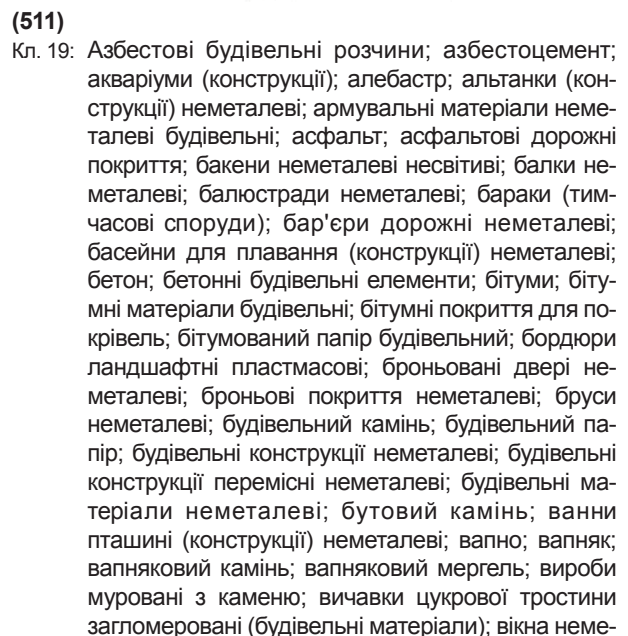 (511)
Кл. 19: Азбестові будівельні розчини; азбестоцемент;
акваріуми (конструкції); алебастр; альтанки (кон-
струкції) неметалеві; армувальні матеріали неме-
талеві будівельні; асфальт; асфальтові дорожні
покриття; бакени неметалеві несвітиві; балки не-
металеві; балюстради неметалеві; бараки (тим-
часові споруди); бар'єри дорожні неметалеві;
басейни для плавання (конструкції) неметалеві;
бетон; бетонні будівельні елементи; бітуми; біту-
мні матеріали будівельні; бітумні покриття для по-
крівель; бітумований папір будівельний; бордюри
ландшафтні пластмасові; броньовані двері не-
металеві; броньові покриття неметалеві; бруси
неметалеві; будівельний камінь; будівельний па-
пір; будівельні конструкції неметалеві; будівельні
конструкції перемісні неметалеві; будівельні ма-
теріали неметалеві; бутовий камінь; ванни
пташині (конструкції) неметалеві; вапно; вапняк;
вапняковий камінь; вапняковий мергель; вироби
муровані з каменю; вичавки цукрової тростини
загломеровані (будівельні матеріали); вікна неме-